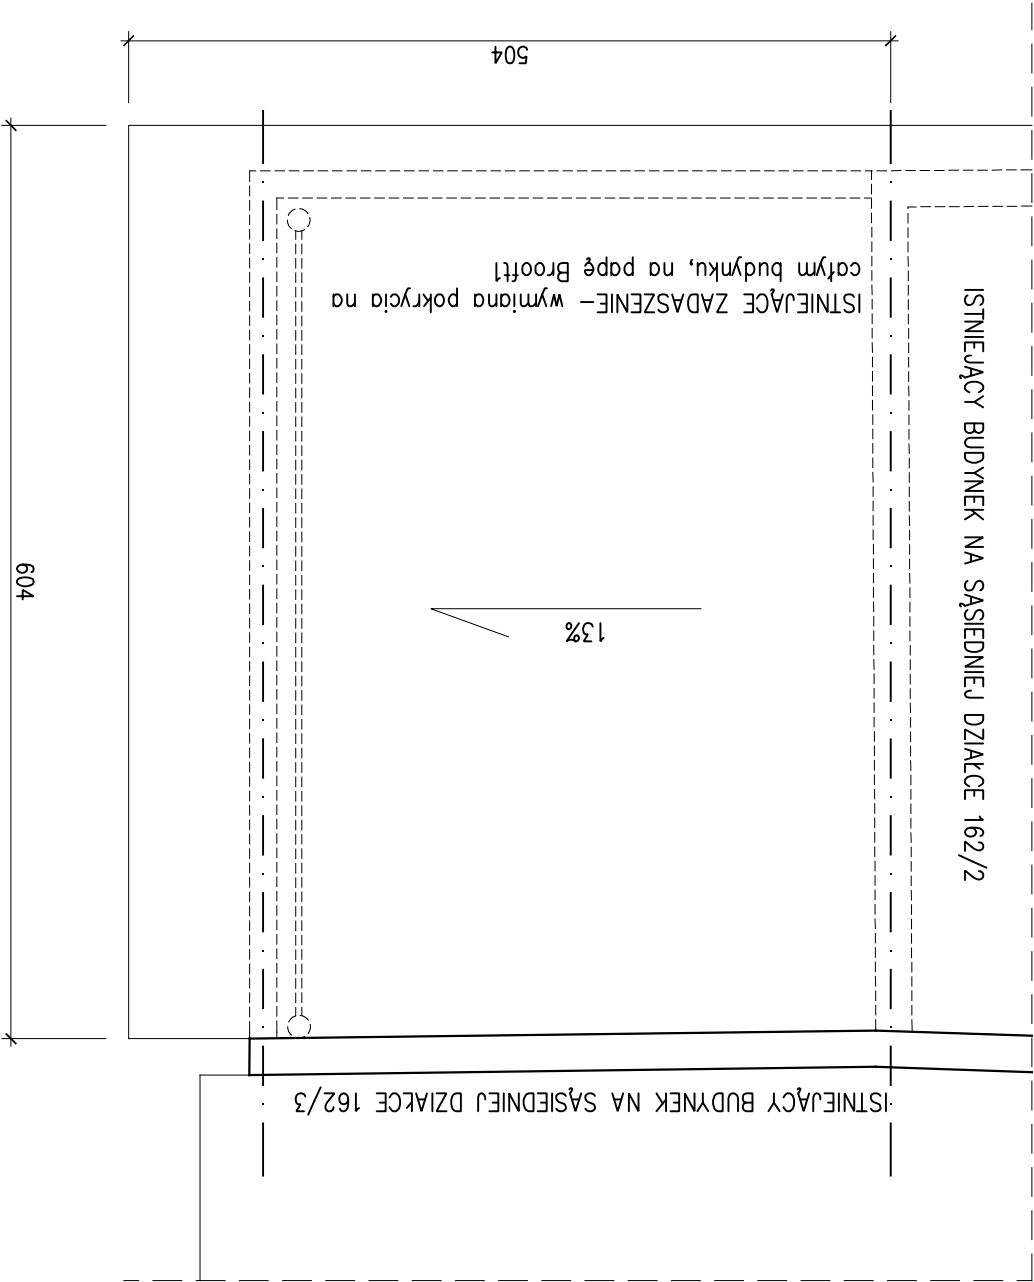 504
ISTNIEJĄCE ZADASZENIE– wymiana pokrycia na
całym budynku, na papę Brooft1
ISTNIEJĄCY BUDYNEK NA SĄSIEDNIEJ DZIAŁCE 162/2
604
13%
ISTNIEJĄCY BUDYNEK NA SĄSIEDNIEJ DZIAŁCE 162/3